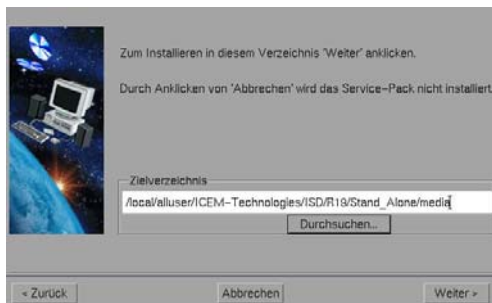 Zum Installieren in diesem Verzeichnis 'Weiter' anklicken.
Durch Anklicken von 'Abbrechen' wird das Service-Pack nicht installiert.
Zielverzeichnis
/local/alluser/ICEM-Technologies/ISD/R19/Stand_Alone/media
Durchsuchen...
< Zurück
Abbrechen
Weiter >